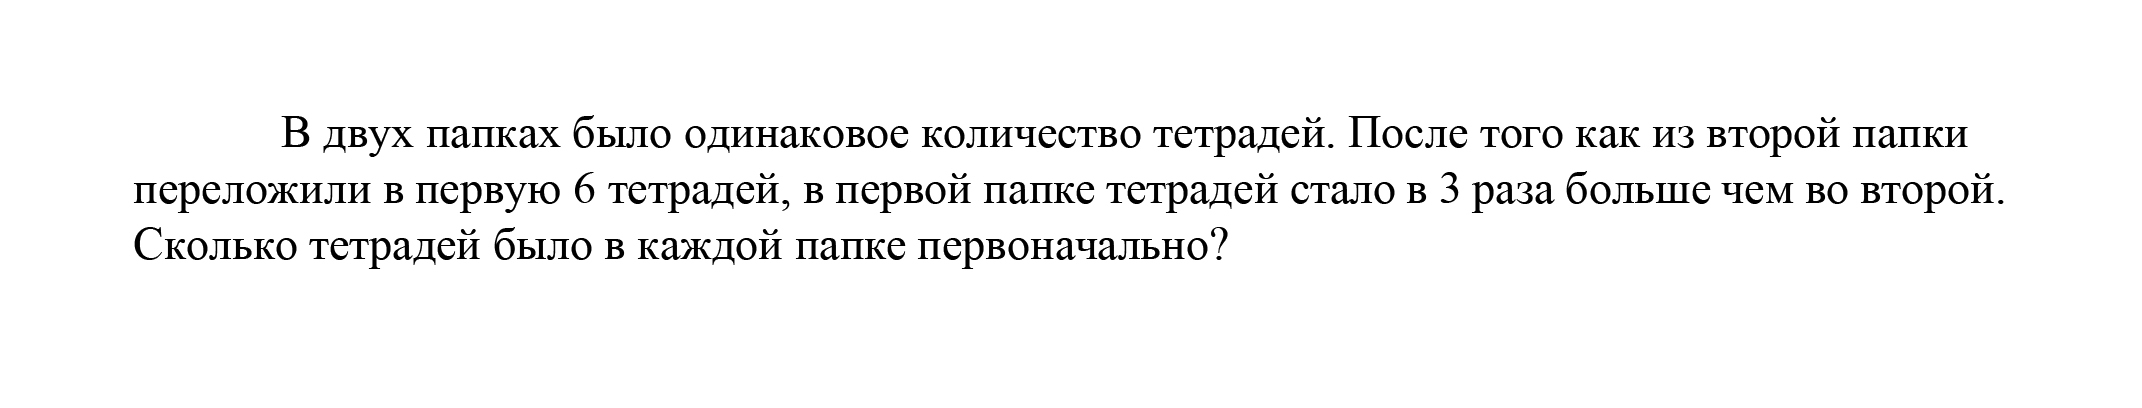 В двух папках было одинаковое количество тетрадей. После того как из второй папки
переложили в первую 6 тетрадей, в первой папке тетрадей стало в 3 раза больше чем во второй.
Сколько тетрадей было в каждой папке первоначально?